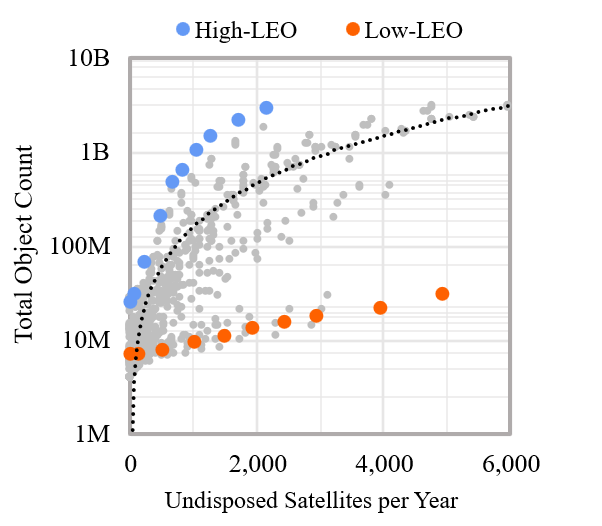 High-LEO Low-LEO
10B
1B
100M
10M
1M
Total Object Count
0 2,000 4,000 6,000
Undisposed Satellites per Year